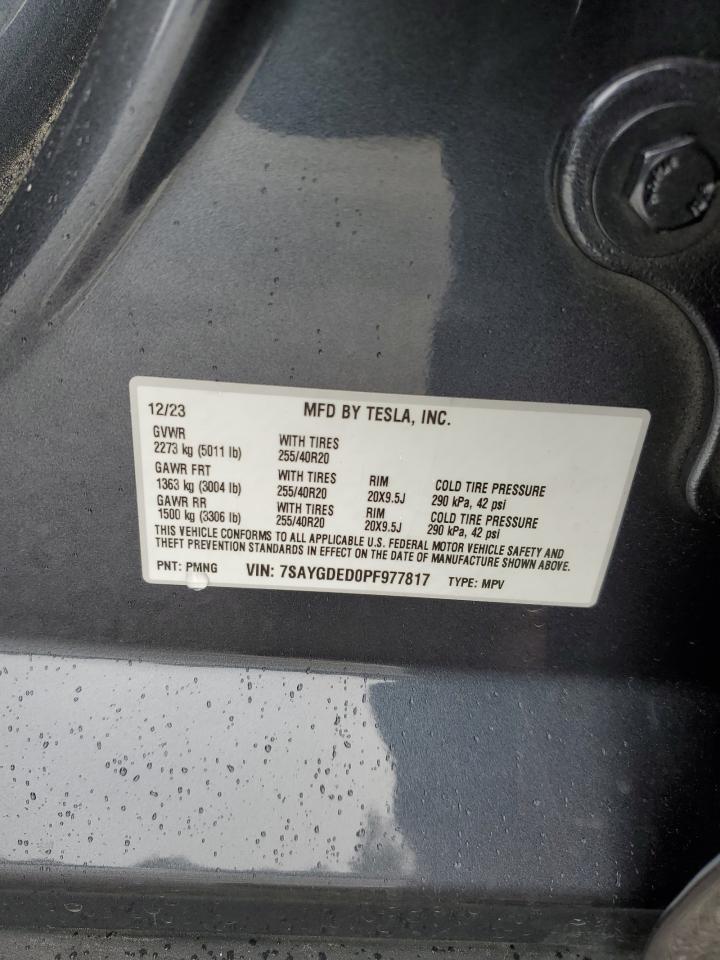 12/23 MFD BY TESLA, INC.
GVWR
2273 kg (5011 lb) WITH TIRES 255/40R20
GAWR FRT
1363 kg (3004 lb) WITH TIRES 255/40R20 RIM 20X9.5J COLD TIRE PRESSURE 290 kPa, 42 psi
GAWR RR
1500 kg (3306 lb) WITH TIRES 255/40R20 RIM 20X9.5J COLD TIRE PRESSURE 290 kPa, 42 psi
THIS VEHICLE CONFORMS TO ALL APPLICABLE U.S. FEDERAL MOTOR VEHICLE SAFETY AND
THEFT PREVENTION STANDARDS IN EFFECT ON THE DATE OF MANUFACTURE SHOWN ABOVE.
PNT: PMNG VIN: 7SAYGDED0PF977817 TYPE: MPV